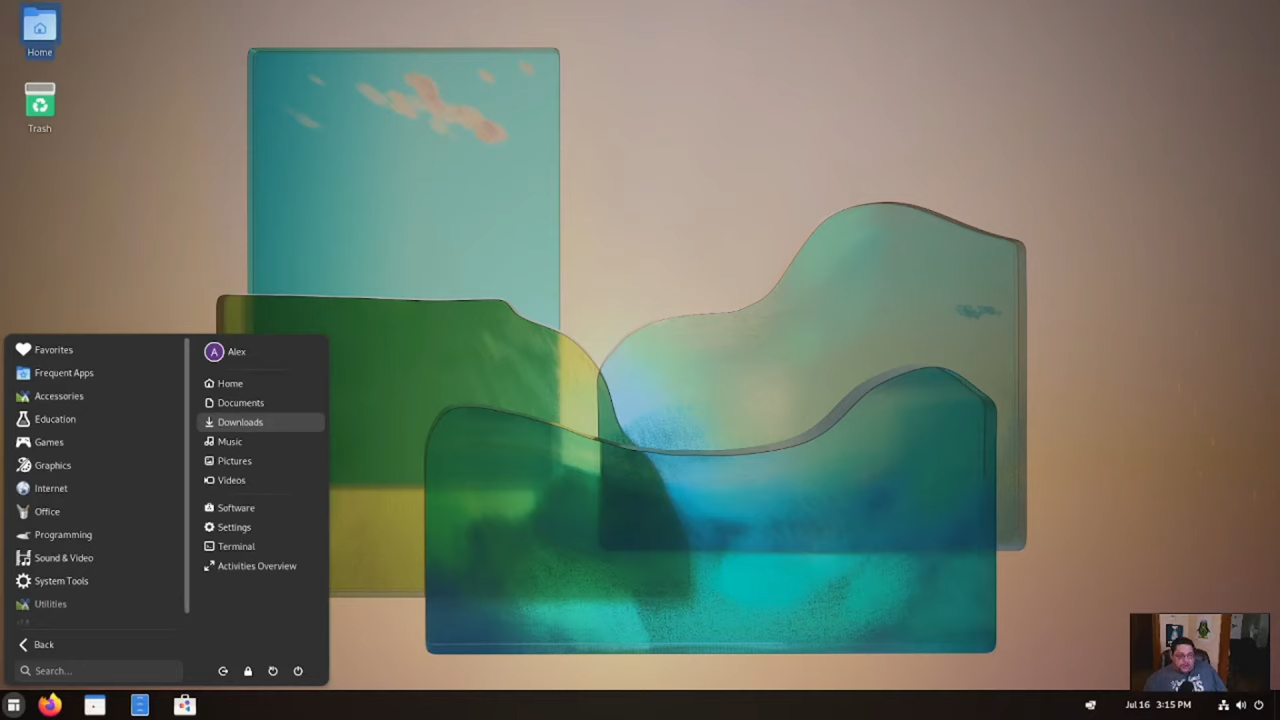 Home
Trash
Favorites
Frequent Apps
Accessories
Education
Games
Graphics
Internet
Office
Programming
Sound & Video
System Tools
Utilities
Back
Search...
A Alex
Home
Documents
Downloads
Music
Pictures
Videos
Software
Settings
Terminal
Activities Overview
Jul 16 3:15 PM